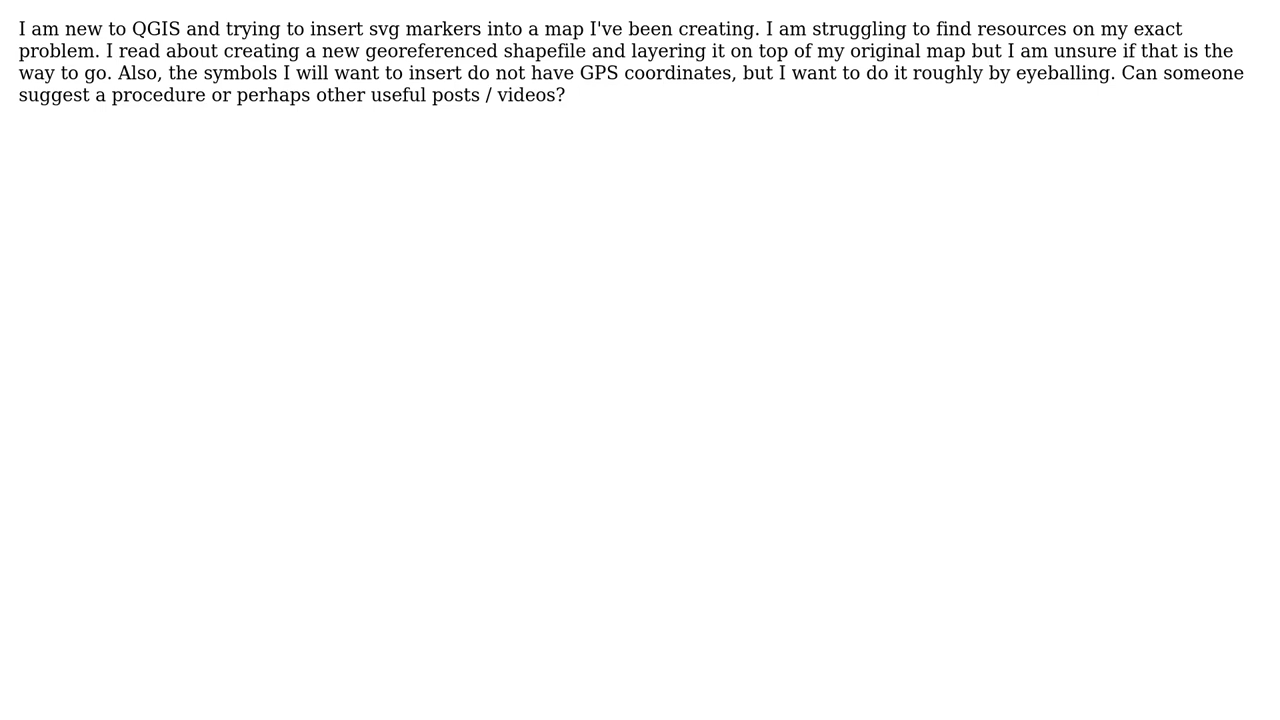 I am new to QGIS and trying to insert svg markers into a map I've been creating. I am struggling to find resources on my exact
problem. I read about creating a new georeferenced shapefile and layering it on top of my original map but I am unsure if that is the
way to go. Also, the symbols I will want to insert do not have GPS coordinates, but I want to do it roughly by eyeballing. Can someone
suggest a procedure or perhaps other useful posts / videos?